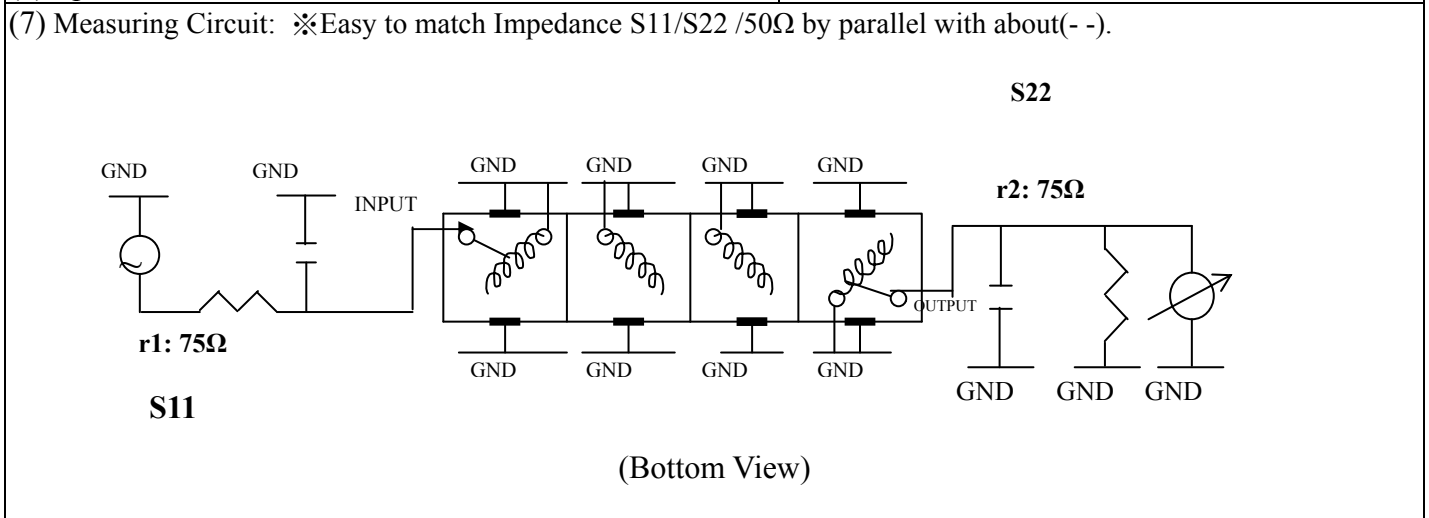 (7) Measuring Circuit: ※Easy to match Impedance S11/S22 /50Ω by parallel with about(- -).
S22
GND GND GND GND GND GND
r2: 75Ω
INPUT
OUTPUT
r1: 75Ω
GND GND GND GND
GND GND GND
S11
(Bottom View)